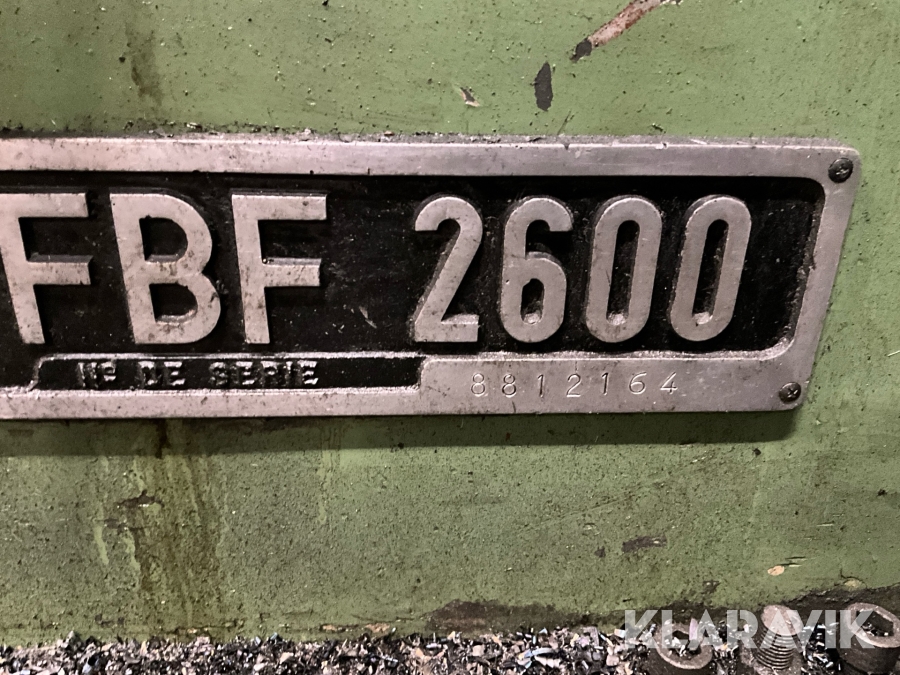 FBF 2600
Nº DE SERIE 8812164
KLARAVIK